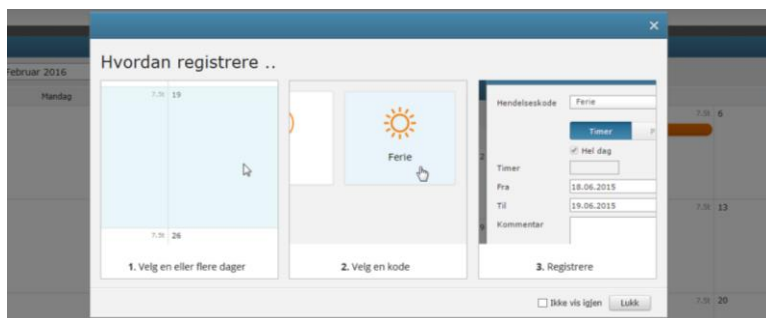 ×
Hvordan registrere ..
Februar 2016
Mandag
7.5t 19
7.5t 26
1. Velg en eller flere dager
Ferie
2. Velg en kode
Hendelseskode Ferie
Timer P
Hel dag
Timer
Fra 18.06.2015
Til 19.06.2015
Kommentar
3. Registrere
7.5t 6
2
7.5t 13
9
7.5t 20
Ikke vis igjen Lukk